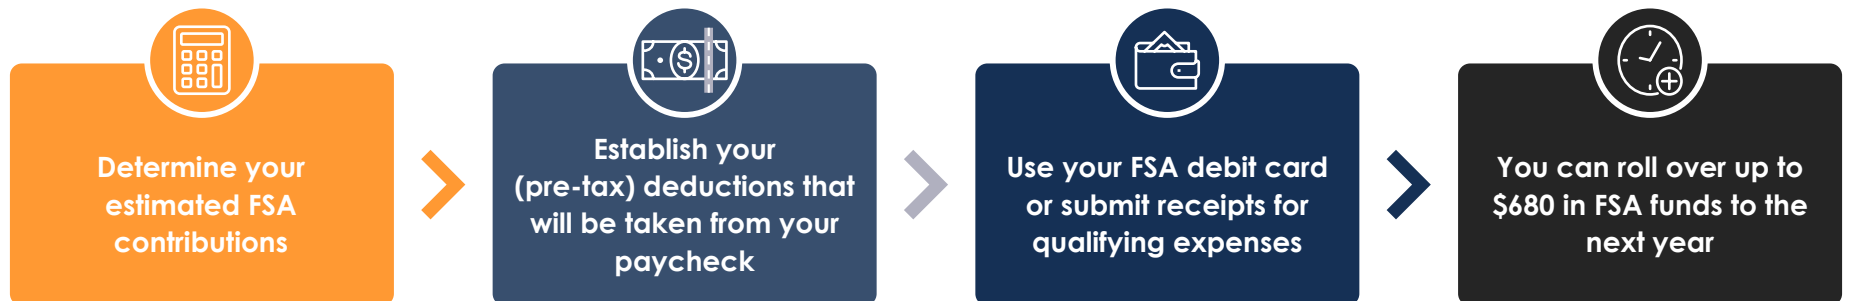 Determine your
estimated FSA
contributions
Establish your
(pre-tax) deductions that
will be taken from your
paycheck
Use your FSA debit card
or submit receipts for
qualifying expenses
You can roll over up to
$680 in FSA funds to the
next year